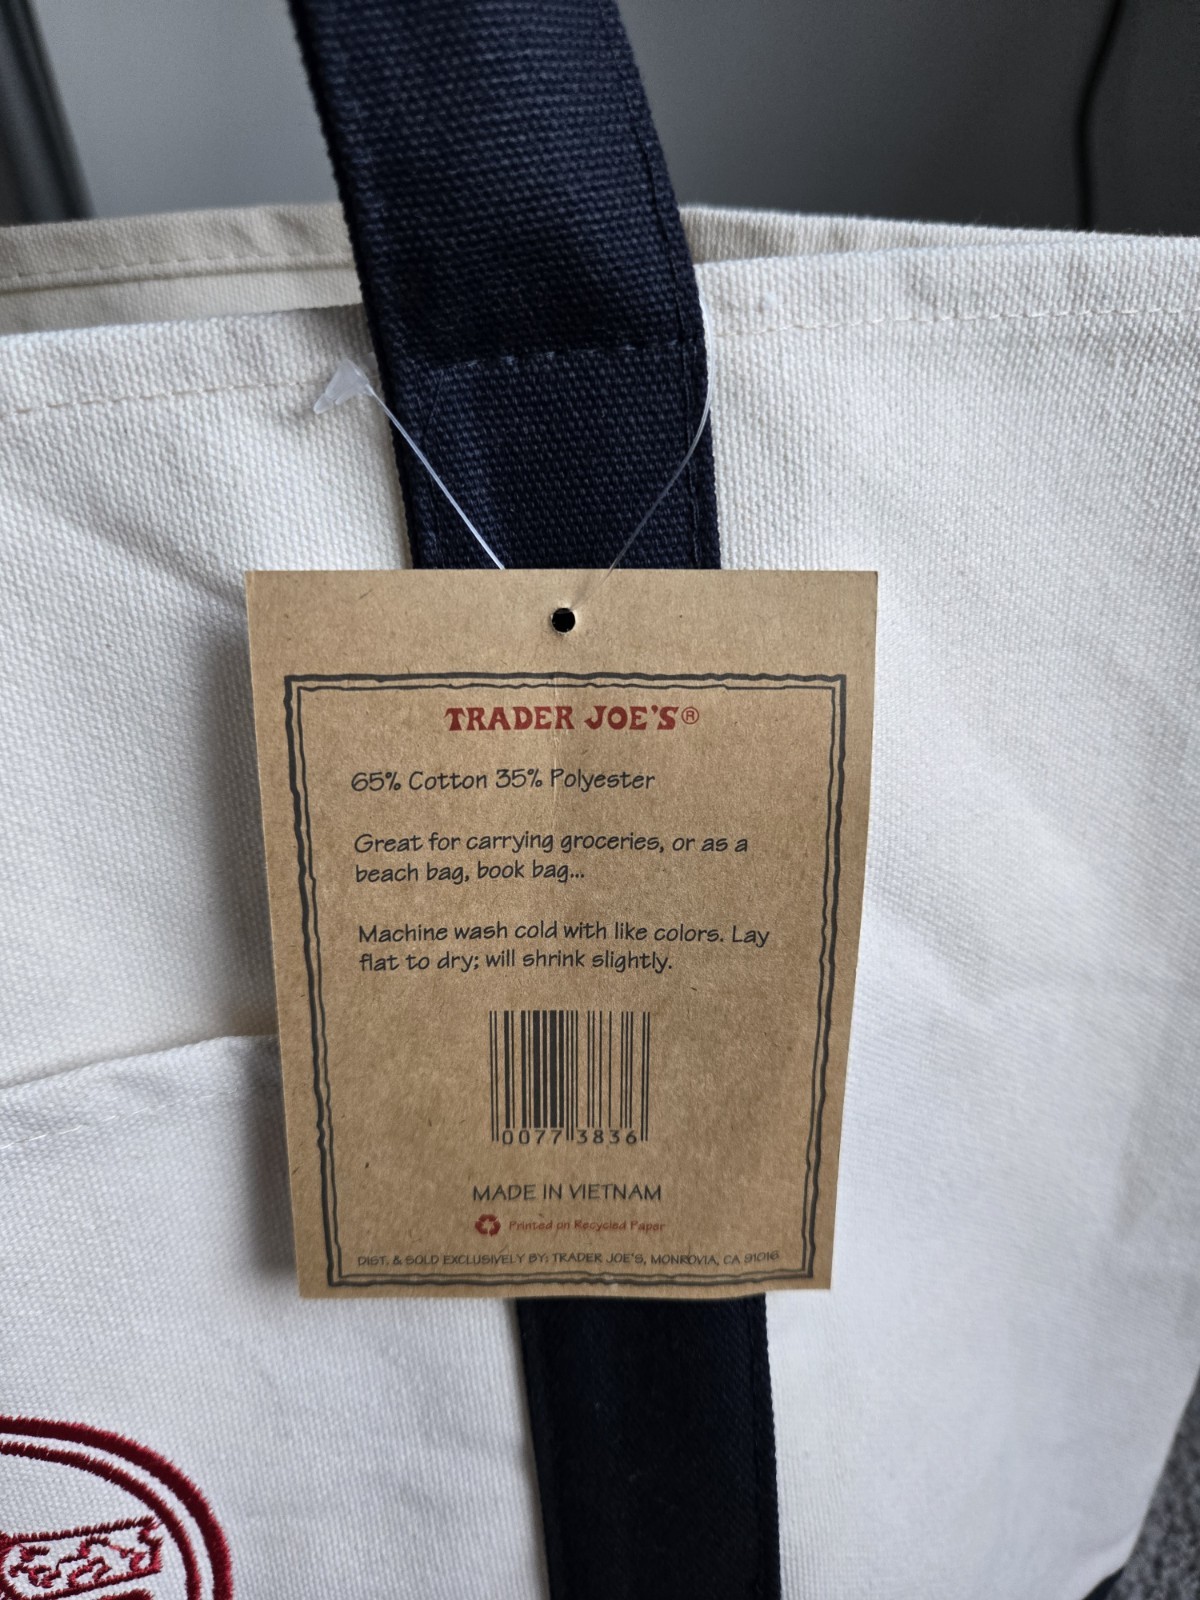 TRADER JOE'S®
65% Cotton 35% Polyester
Great for carrying groceries, or as a
beach bag, book bag...
Machine wash cold with like colors. Lay
flat to dry; will shrink slightly.
0077 3836
MADE IN VIETNAM
Printed on Recycled Paper
DIST. & SOLD EXCLUSIVELY BY: TRADER JOE'S, MONROVIA, CA 91016